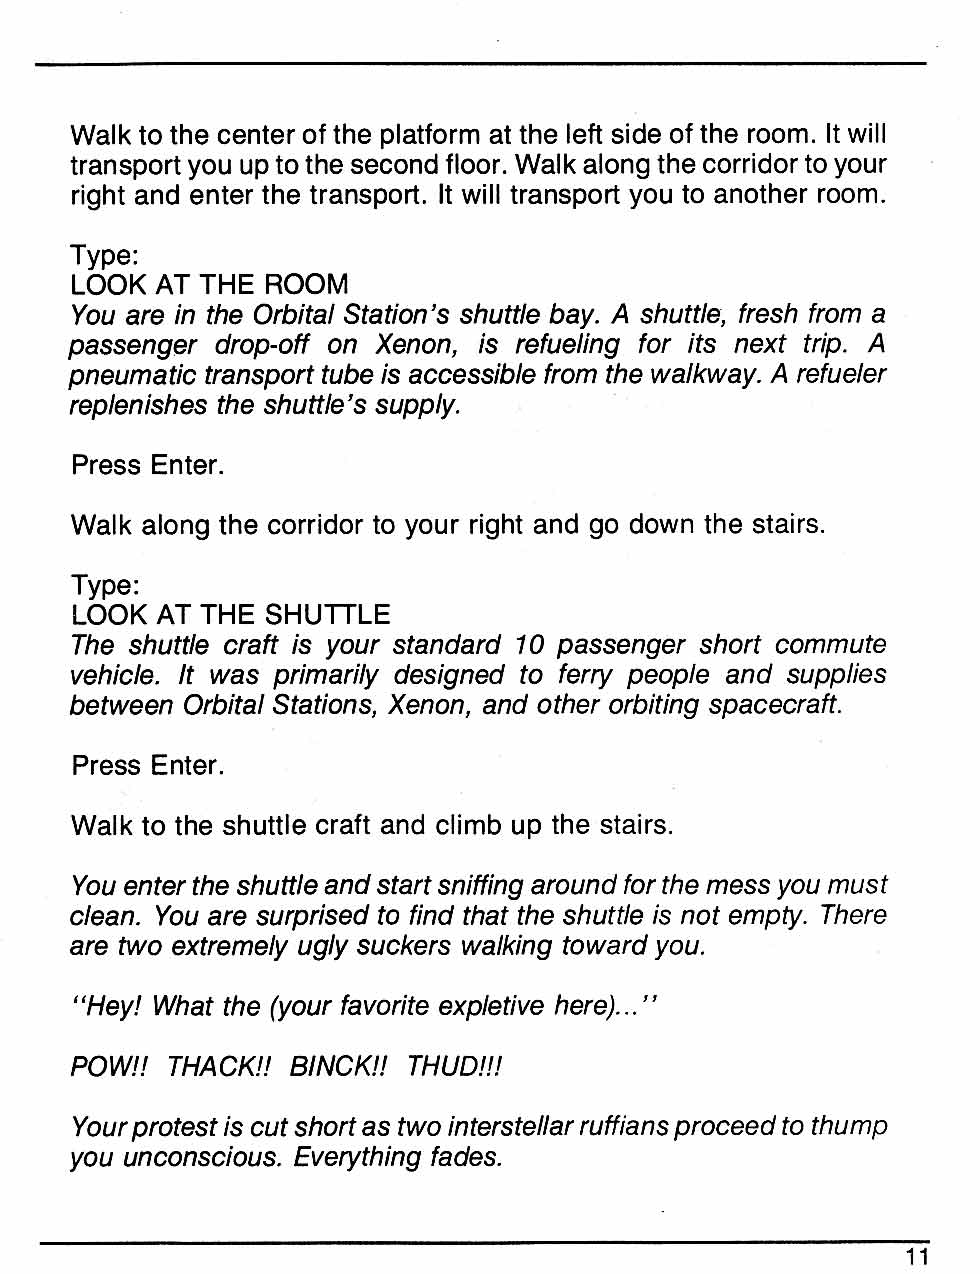 Walk to the center of the platform at the left side of the room. It will
transport you up to the second floor. Walk along the corridor to your
right and enter the transport. It will transport you to another room.
Type:
LOOK AT THE ROOM
You are in the Orbital Station's shuttle bay. A shuttle, fresh from a
passenger drop-off on Xenon, is refueling for its next trip. A
pneumatic transport tube is accessible from the walkway. A refueler
replenishes the shuttle's supply.
Press Enter.
Walk along the corridor to your right and go down the stairs.
Type:
LOOK AT THE SHUTTLE
The shuttle craft is your standard 10 passenger short commute
vehicle. It was primarily designed to ferry people and supplies
between Orbital Stations, Xenon, and other orbiting spacecraft.
Press Enter.
Walk to the shuttle craft and climb up the stairs.
You enter the shuttle and start sniffing around for the mess you must
clean. You are surprised to find that the shuttle is not empty. There
are two extremely ugly suckers walking toward you.
"Hey! What the (your favorite expletive here)..."
POW!! THACK!! BINCK!! THUD!!!
Your protest is cut short as two interstellar ruffians proceed to thump
you unconscious. Everything fades.
11